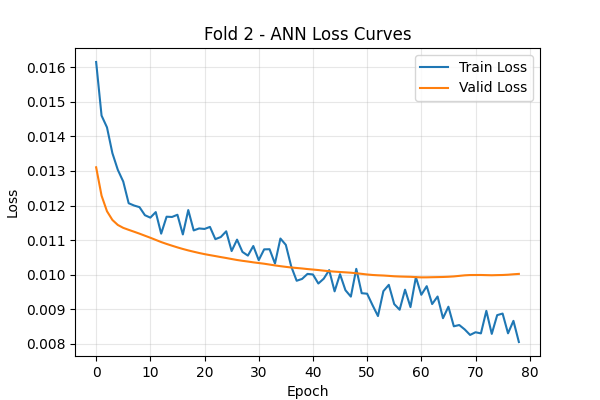 Fold 2 - ANN Loss Curves
Train Loss
Valid Loss
0.016
0.015
0.014
0.013
0.012
0.011
0.010
0.009
0.008
Loss
0 10 20 30 40 50 60 70 80
Epoch